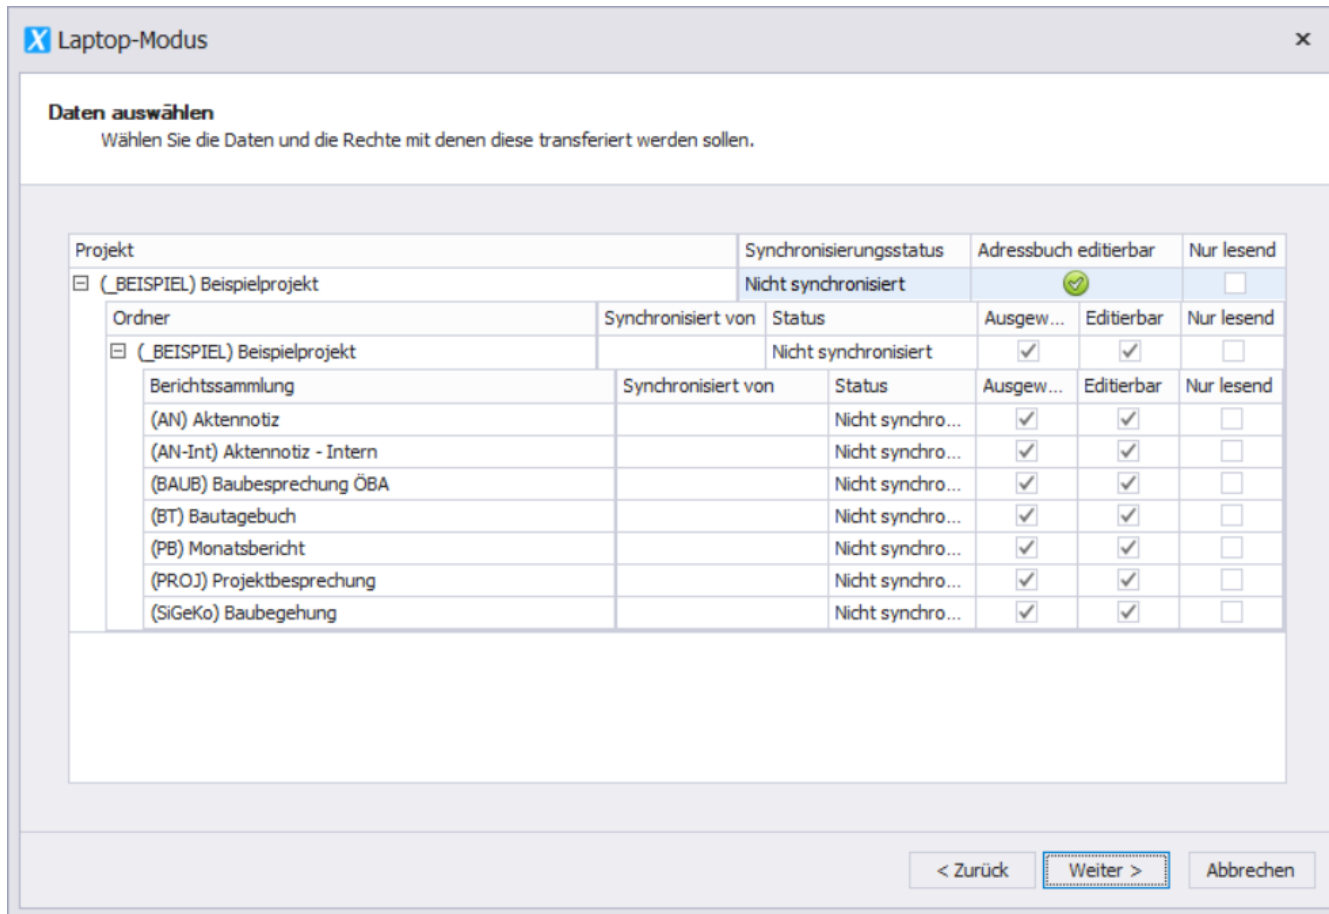 X Laptop-Modus
Daten auswählen
Wählen Sie die Daten und die Rechte mit denen diese transferiert werden sollen.
Projekt Synchronisierungsstatus Adressbuch editierbar Nur lesend
(_BEISPIEL) Beispielprojekt Nicht synchronisiert
Ordner Synchronisiert von Status Ausgew... Editierbar Nur lesend
(_BEISPIEL) Beispielprojekt Nicht synchronisiert
Berichtssammlung Synchronisiert von Status Ausgew... Editierbar Nur lesend
(AN) Aktennotiz Nicht synchro...
(AN-Int) Aktennotiz - Intern Nicht synchro...
(BAUB) Baubesprechung ÖBA Nicht synchro...
(BT) Bautagebuch Nicht synchro...
(PB) Monatsbericht Nicht synchro...
(PROJ) Projektbesprechung Nicht synchro...
(SiGeKo) Baubegehung Nicht synchro...
< Zurück Weiter > Abbrechen